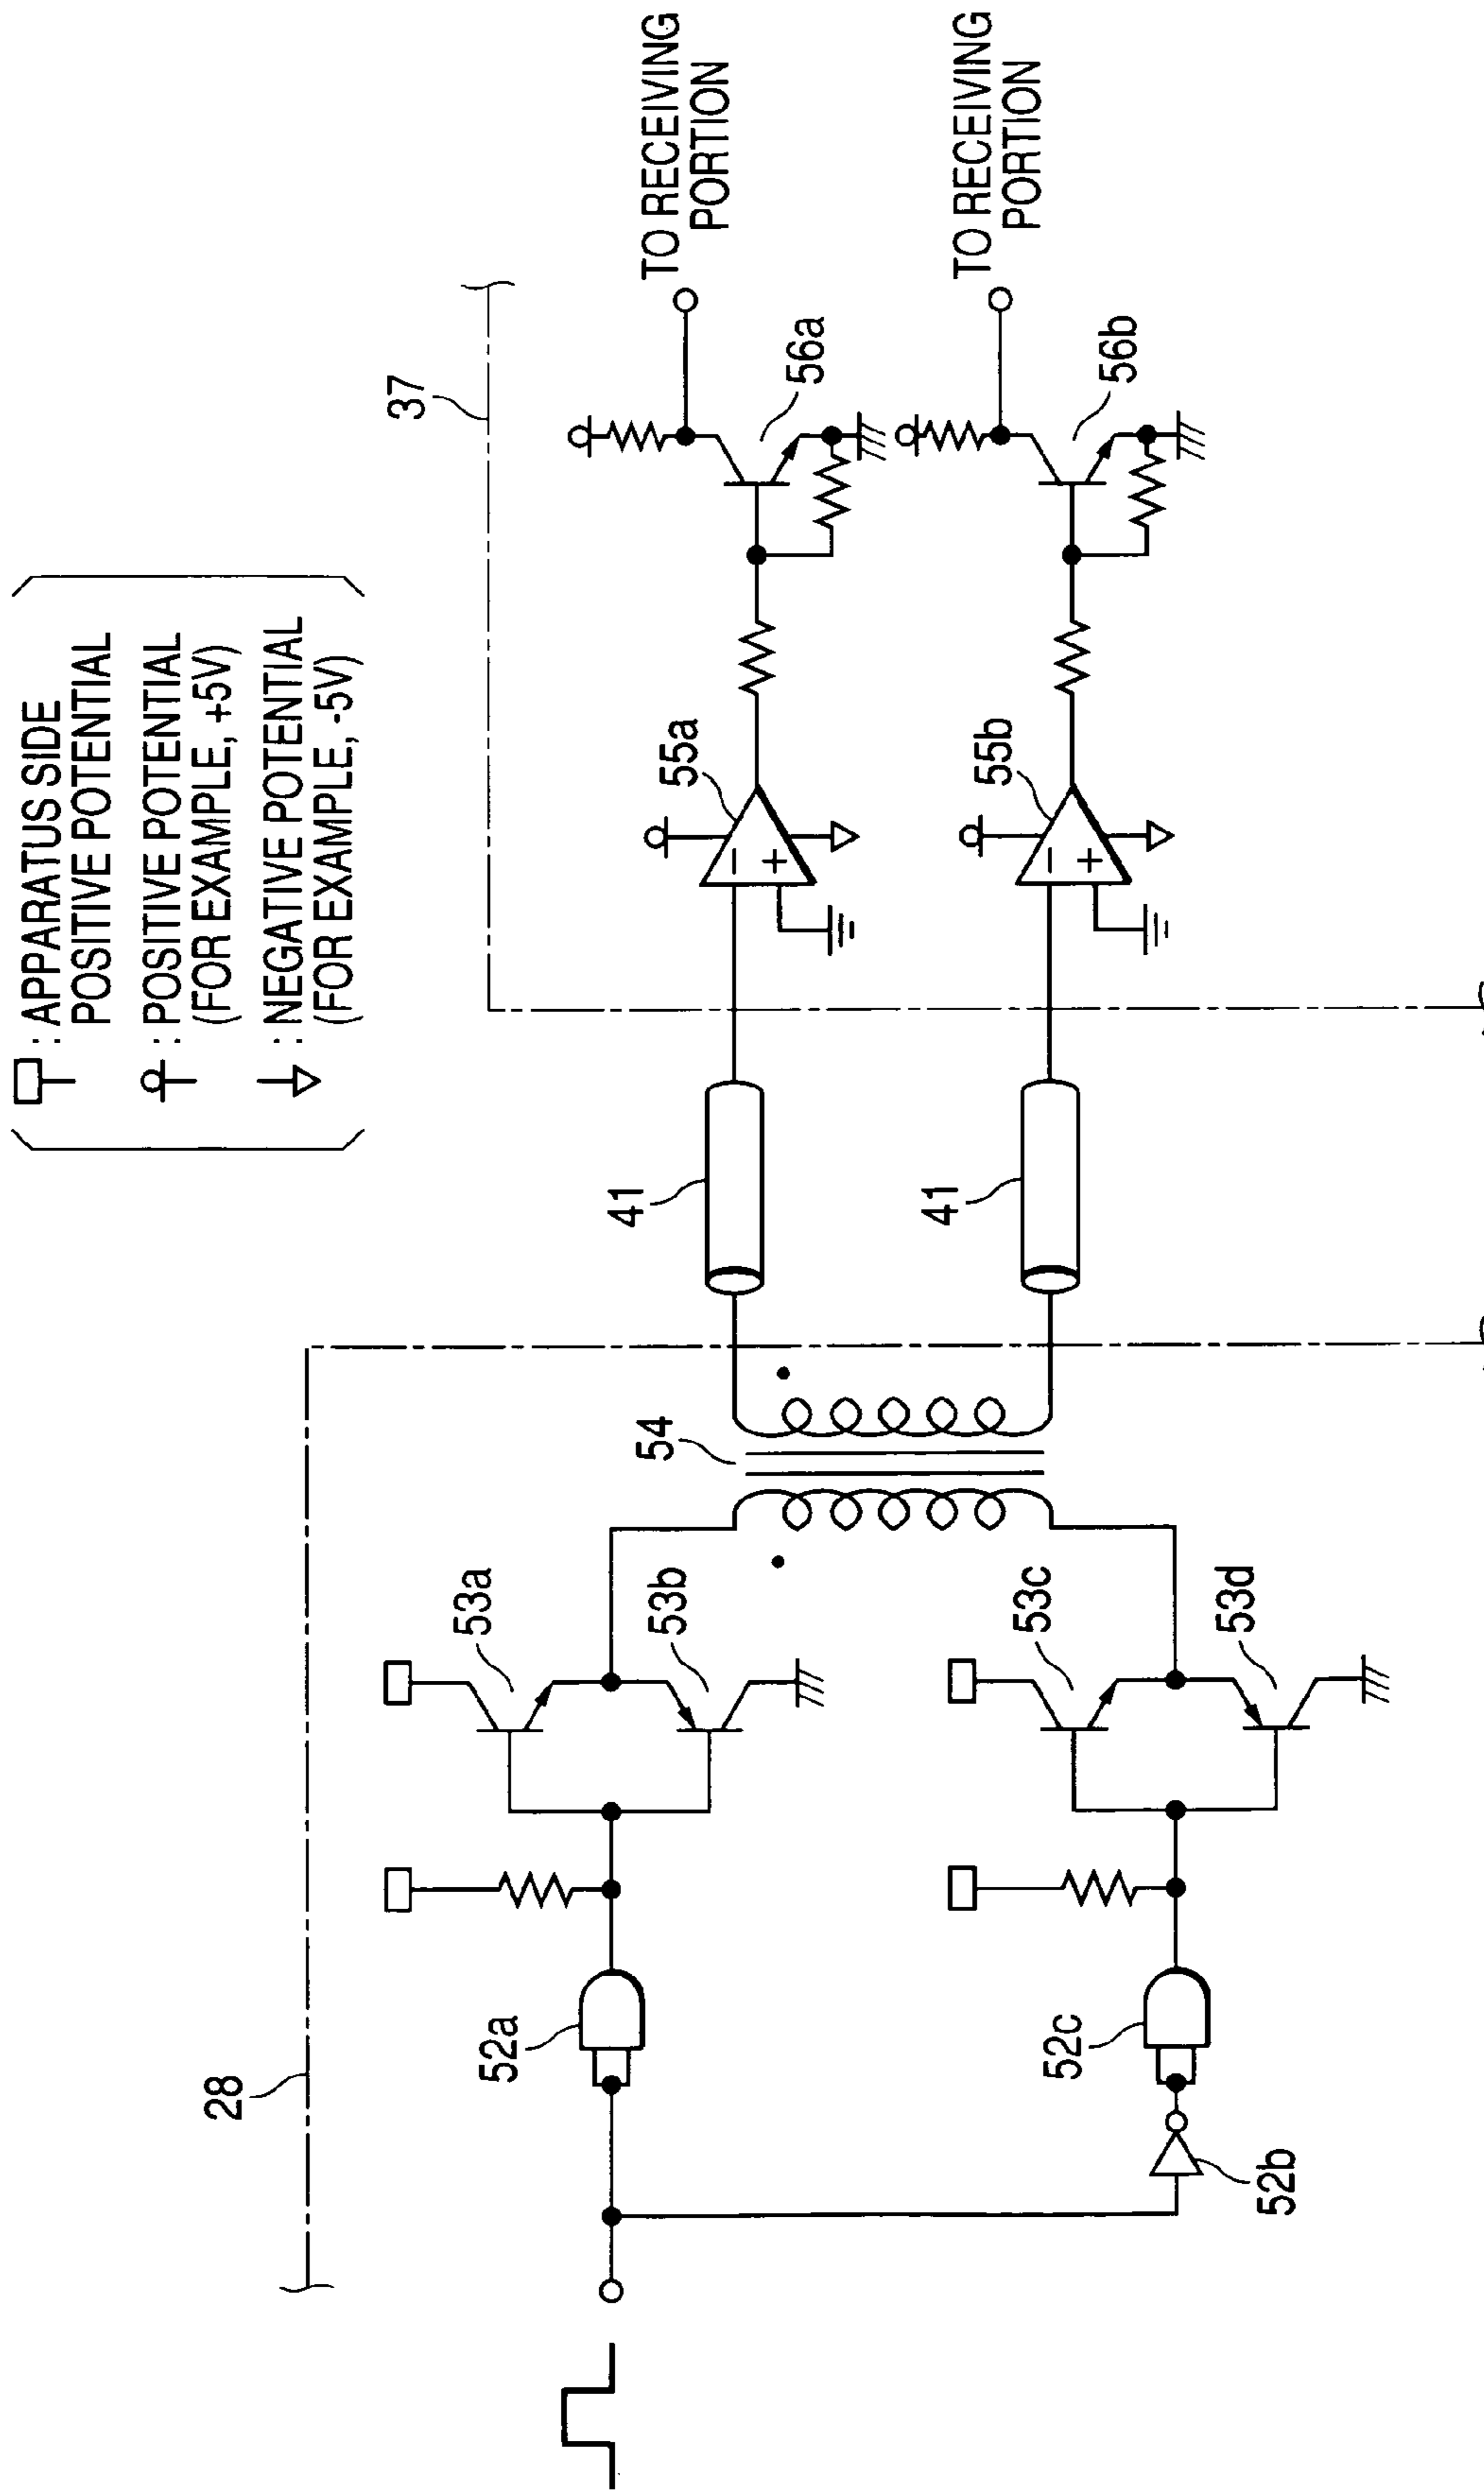 : APPARATUS SIDE
POSITIVE POTENTIAL
: POSITIVE POTENTIAL
(FOR EXAMPLE, +5V)
: NEGATIVE POTENTIAL
(FOR EXAMPLE, -5V)
28
37
52a
53a
53b
54
41
55a
−
+
56a
TO RECEIVING
PORTION
52b
52c
53c
53d
41
55b
−
+
56b
TO RECEIVING
PORTION